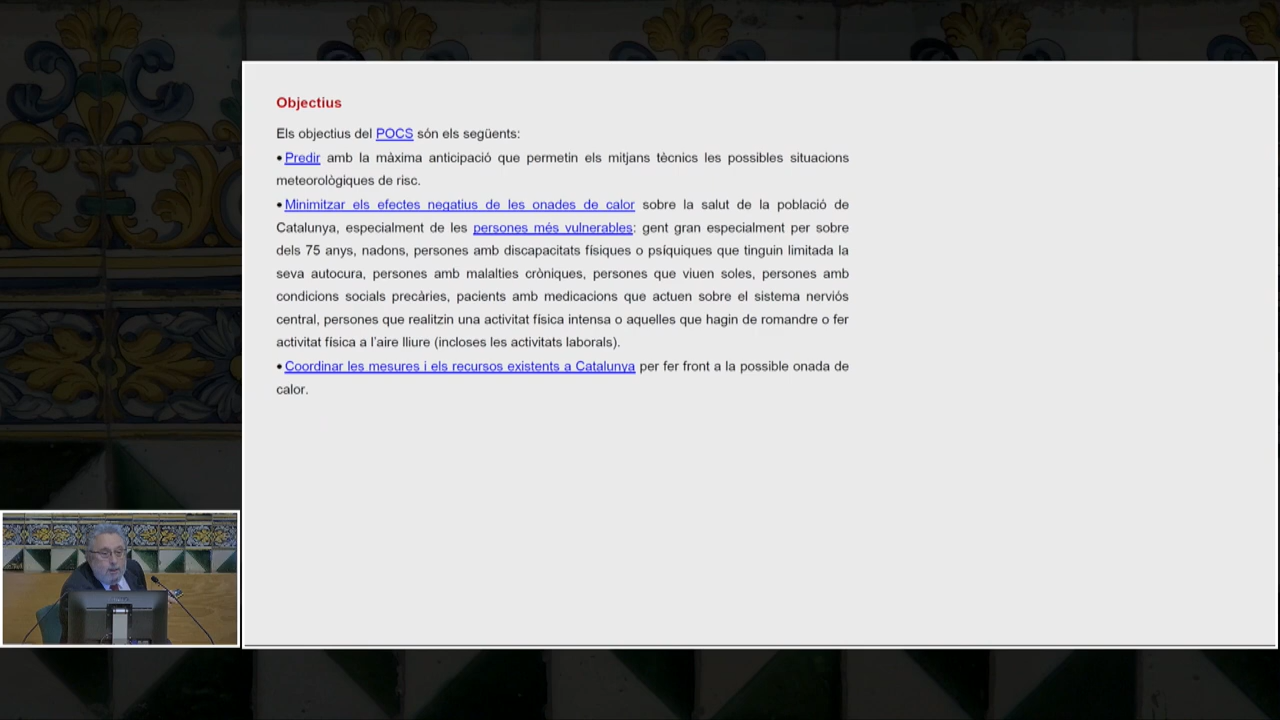 Objectius
Els objectius del POCS són els següents:
•Predir amb la màxima anticipació que permetin els mitjans tècnics les possibles situacions
meteorològiques de risc.
•Minimitzar els efectes negatius de les onades de calor sobre la salut de la població de
Catalunya, especialment de les persones més vulnerables: gent gran especialment per sobre
dels 75 anys, nadons, persones amb discapacitats físiques o psíquiques que tinguin limitada la
seva autocura, persones amb malalties cròniques, persones que viuen soles, persones amb
condicions socials precàries, pacients amb medicacions que actuen sobre el sistema nerviós
central, persones que realitzin una activitat física intensa o aquelles que hagin de romandre o fer
activitat física a l'aire lliure (incloses les activitats laborals).
•Coordinar les mesures i els recursos existents a Catalunya per fer front a la possible onada de
calor.